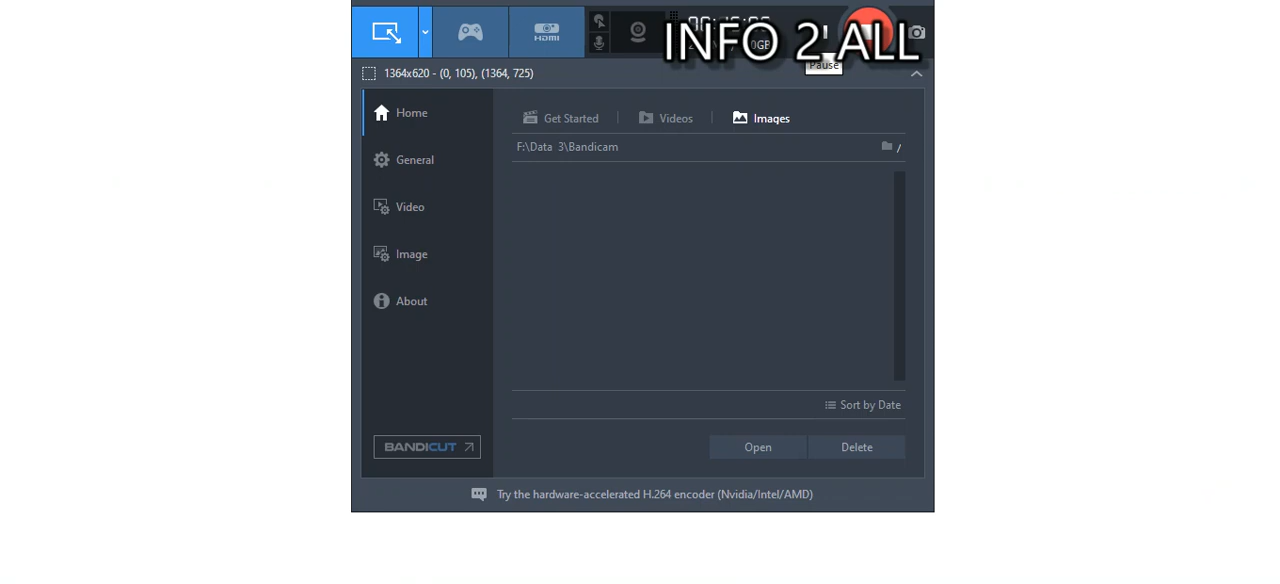 HDMI
INFO 2 ALL
Pause
1364x620 - (0, 105), (1364, 725)
Home
General
Video
Image
About
BANDICUT
Get Started
Videos
Images
F:\Data 3\Bandicam
Sort by Date
Open
Delete
Try the hardware-accelerated H.264 encoder (Nvidia/Intel/AMD)